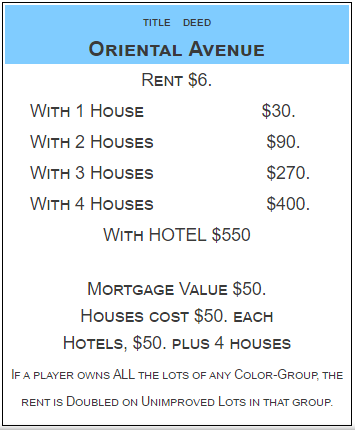 TITLE DEED
ORIENTAL AVENUE
RENT $6.
WITH 1 HOUSE $30.
WITH 2 HOUSES $90.
WITH 3 HOUSES $270.
WITH 4 HOUSES $400.
WITH HOTEL $550
MORTGAGE VALUE $50.
HOUSES COST $50. EACH
HOTELS, $50. PLUS 4 HOUSES
IF A PLAYER OWNS ALL THE LOTS OF ANY COLOR-GROUP, THE
RENT IS DOUBLED ON UNIMPROVED LOTS IN THAT GROUP.